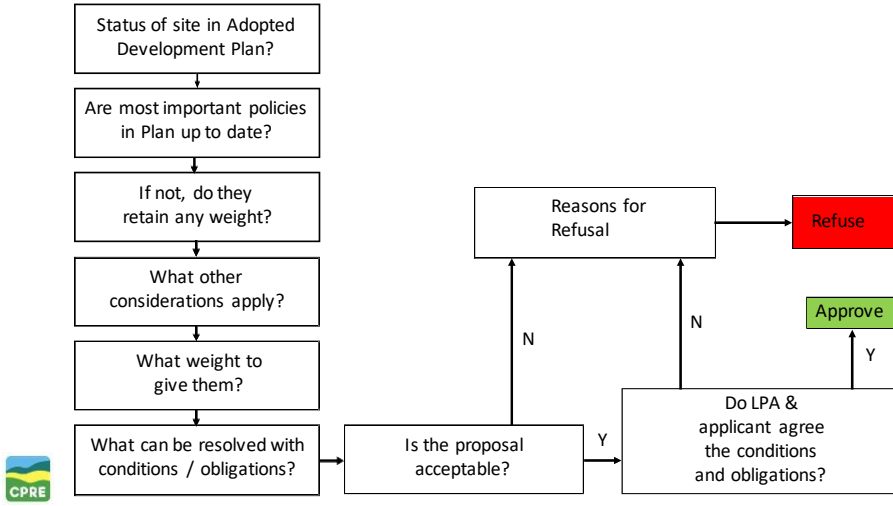 Status of site in Adopted
Development Plan?
Are most important policies
in Plan up to date?
If not, do they
retain any weight?
What other
considerations apply?
What weight to
give them?
What can be resolved with
conditions / obligations?
Is the proposal
acceptable?
Y
N
Reasons for
Refusal
Refuse
Do LPA &
applicant agree
the conditions
and obligations?
N
Y
Approve
CPRE